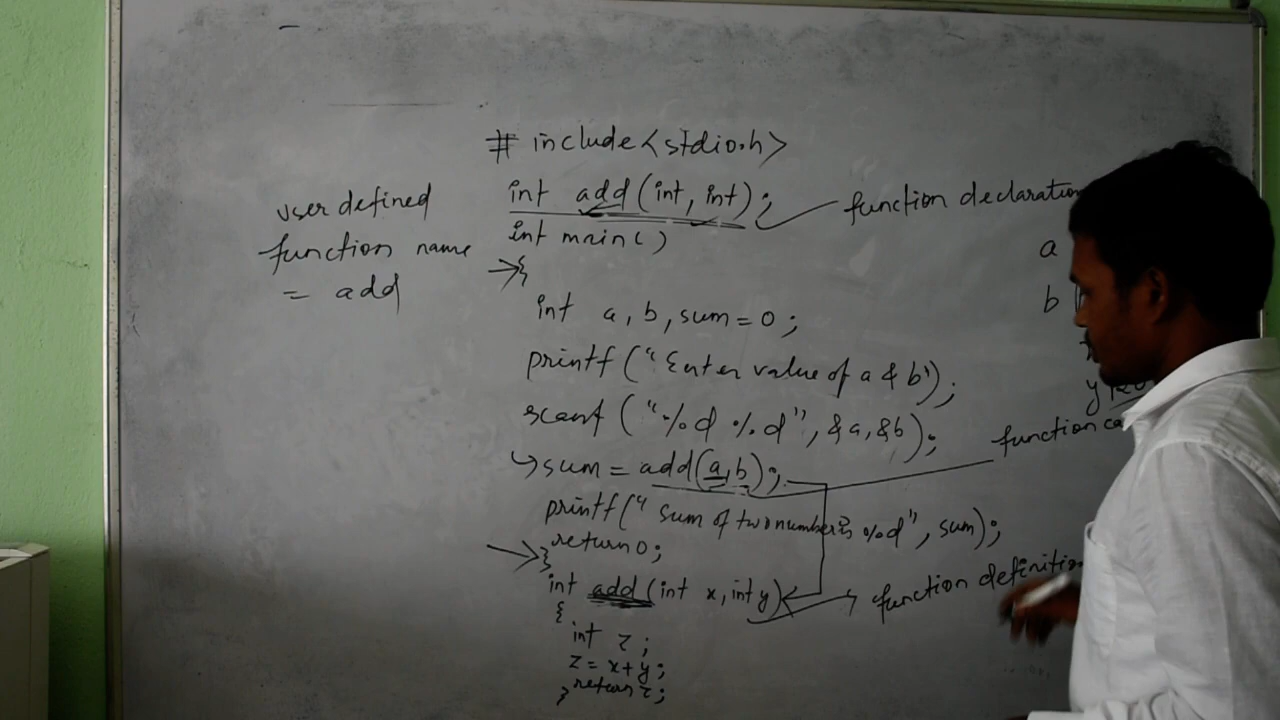 # include<stdio.h>
user defined
function name
= add
int add(int, int);
function declaration
int main()
{
a
b
int a, b, sum=0;
printf("Enter value of a & b");
y
scanf("%d %d", &a,&b);
function ca
sum = add(a,b);
printf("sum of two number is %d", sum);
return 0;
}
int add(int x, int y)
function definition
{
int z;
z=x+y;
return z;
}